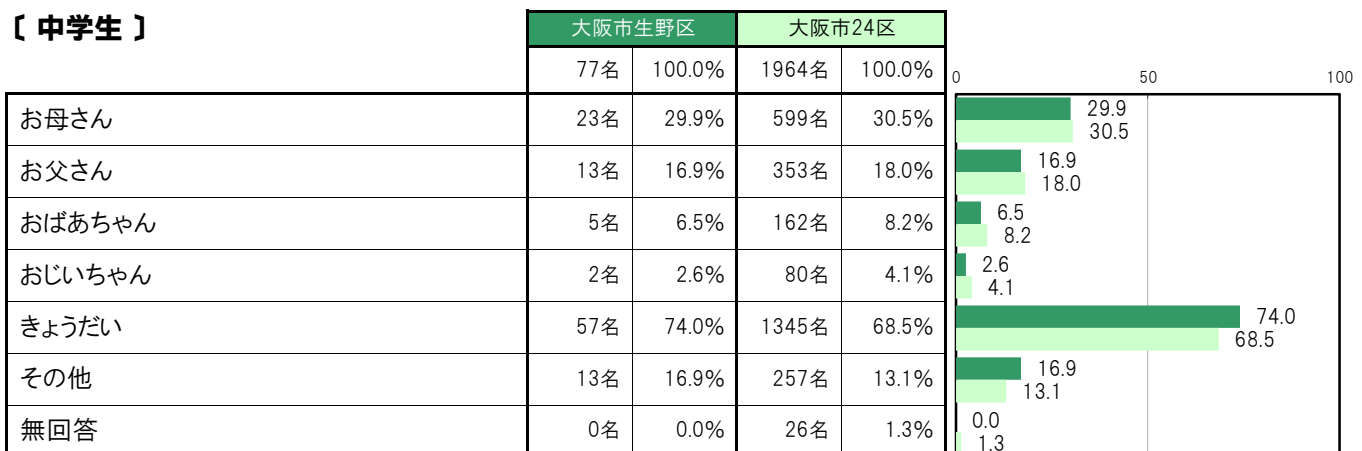 〔 中学生 〕
大阪市生野区 大阪市24区
77名 100.0% 1964名 100.0%
0 50 100
お母さん 23名 29.9% 599名 30.5%
29.9
30.5
お父さん 13名 16.9% 353名 18.0%
16.9
18.0
おばあちゃん 5名 6.5% 162名 8.2%
6.5
8.2
おじいちゃん 2名 2.6% 80名 4.1%
2.6
4.1
きょうだい 57名 74.0% 1345名 68.5%
74.0
68.5
その他 13名 16.9% 257名 13.1%
16.9
13.1
無回答 0名 0.0% 26名 1.3%
0.0
1.3